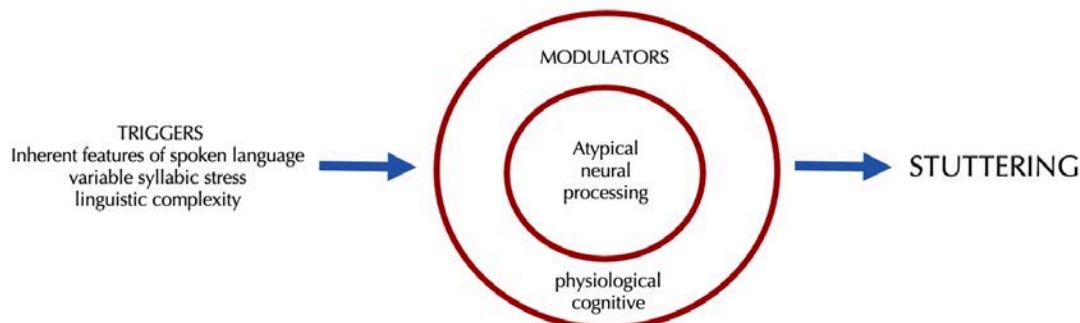 TRIGGERS
Inherent features of spoken language
variable syllabic stress
linguistic complexity
MODULATORS
Atypical
neural
processing
physiological
cognitive
STUTTERING